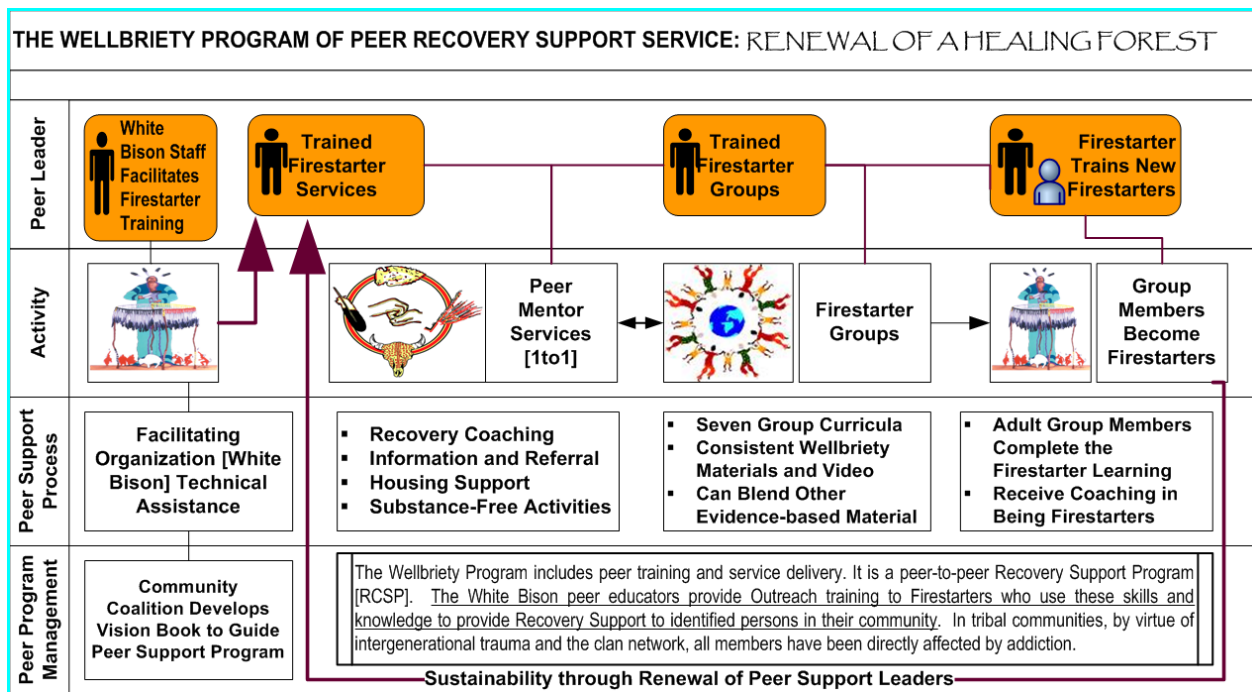 THE WELLBRIETY PROGRAM OF PEER RECOVERY SUPPORT SERVICE: RENEWAL OF A HEALING FOREST
Peer Leader
White
Bison Staff
Facilitates
Firestarter
Training
Trained
Firestarter
Services
Trained
Firestarter
Groups
Firestarter
Trains New
Firestarters
Activity
Peer
Mentor
Services
[1to1]
Firestarter
Groups
Group
Members
Become
Firestarters
Peer Support
Process
Facilitating
Organization [White
Bison] Technical
Assistance
▪ Recovery Coaching
▪ Information and Referral
▪ Housing Support
▪ Substance-Free Activities
▪ Seven Group Curricula
▪ Consistent Wellbriety
Materials and Video
▪ Can Blend Other
Evidence-based Material
▪ Adult Group Members
Complete the
Firestarter Learning
▪ Receive Coaching in
Being Firestarters
Peer Program
Management
Community
Coalition Develops
Vision Book to Guide
Peer Support Program
The Wellbriety Program includes peer training and service delivery. It is a peer-to-peer Recovery Support Program
[RCSP]. The White Bison peer educators provide Outreach training to Firestarters who use these skills and
knowledge to provide Recovery Support to identified persons in their community. In tribal communities, by virtue of
intergenerational trauma and the clan network, all members have been directly affected by addiction.
Sustainability through Renewal of Peer Support Leaders